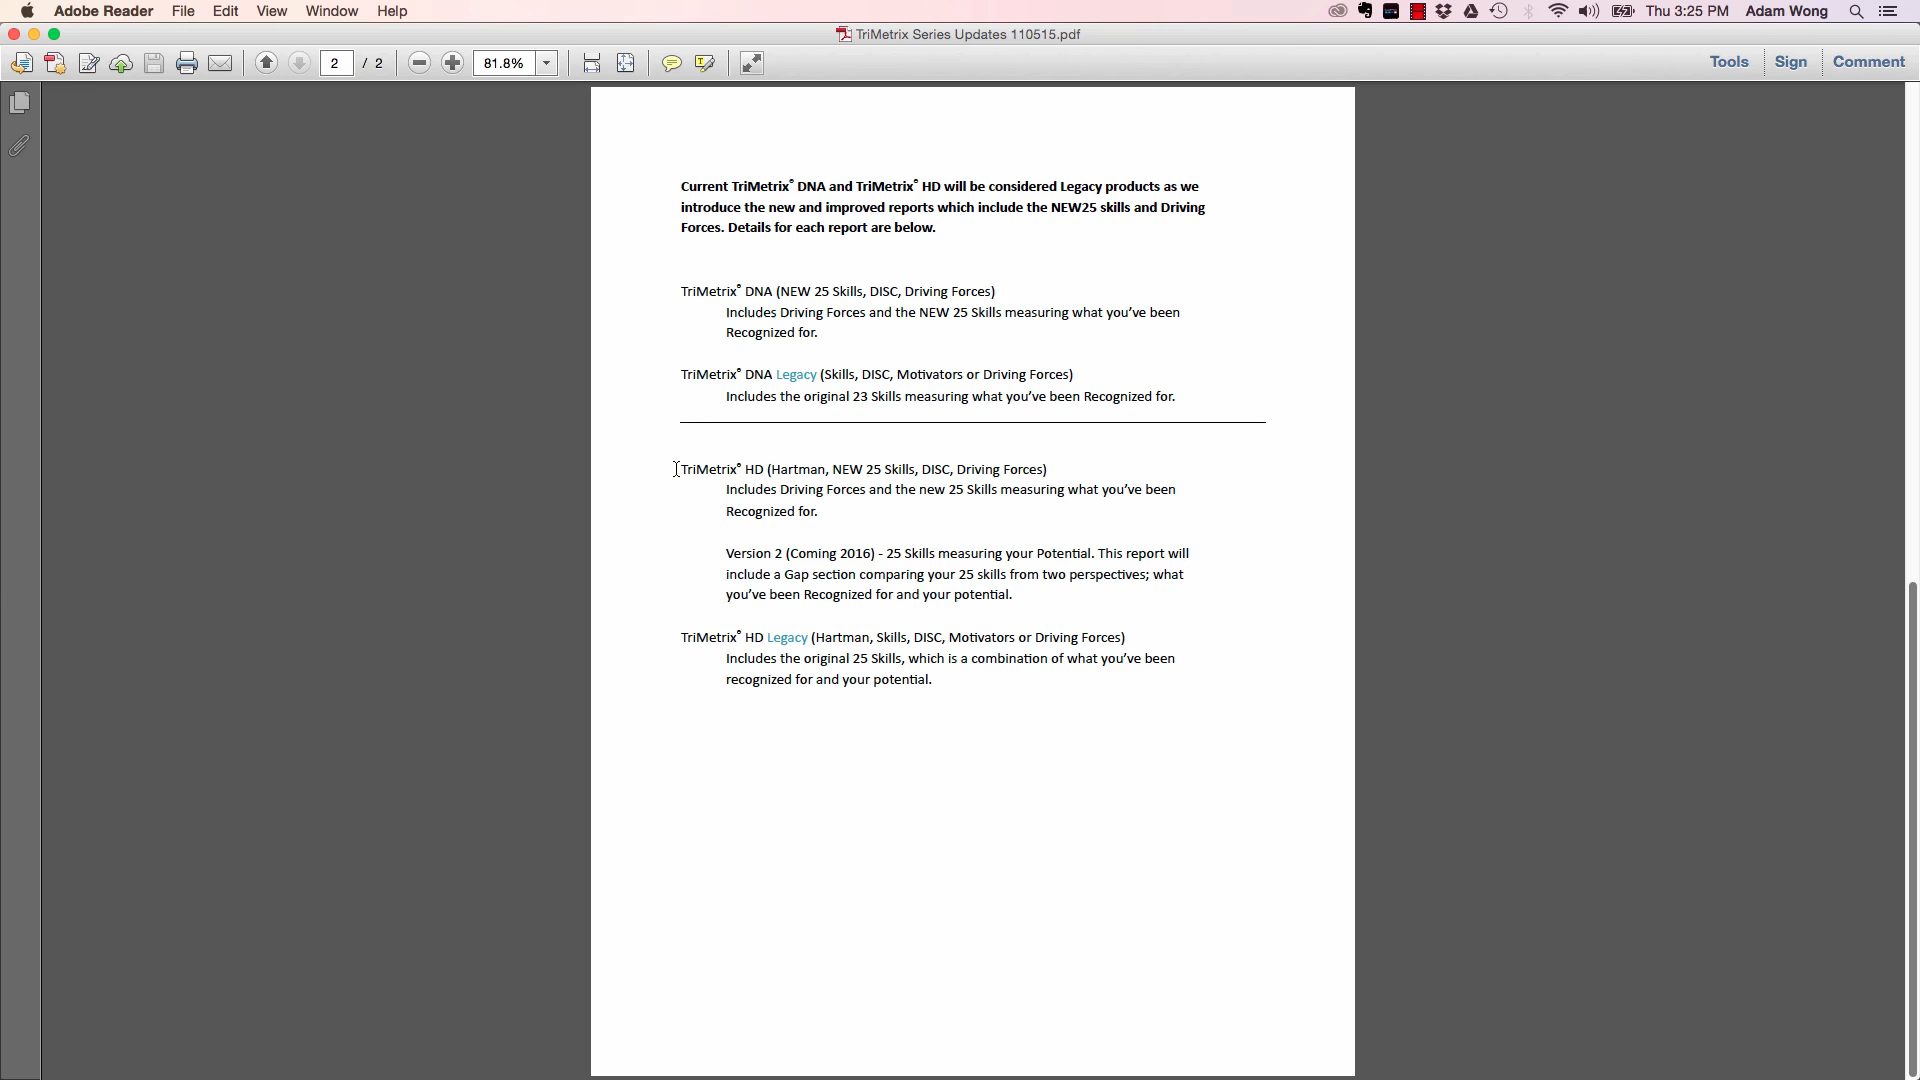 Adobe Reader File Edit View Window Help Thu 3:25 PM Adam Wong
TriMetrix Series Updates 110515.pdf
2 / 2 81.8% Tools Sign Comment
Current TriMetrix® DNA and TriMetrix® HD will be considered Legacy products as we
introduce the new and improved reports which include the NEW25 skills and Driving
Forces. Details for each report are below.
TriMetrix® DNA (NEW 25 Skills, DISC, Driving Forces)
Includes Driving Forces and the NEW 25 Skills measuring what you’ve been
Recognized for.
TriMetrix® DNA Legacy (Skills, DISC, Motivators or Driving Forces)
Includes the original 23 Skills measuring what you’ve been Recognized for.
TriMetrix® HD (Hartman, NEW 25 Skills, DISC, Driving Forces)
Includes Driving Forces and the new 25 Skills measuring what you’ve been
Recognized for.
Version 2 (Coming 2016) - 25 Skills measuring your Potential. This report will
include a Gap section comparing your 25 skills from two perspectives; what
you’ve been Recognized for and your potential.
TriMetrix® HD Legacy (Hartman, Skills, DISC, Motivators or Driving Forces)
Includes the original 25 Skills, which is a combination of what you’ve been
recognized for and your potential.